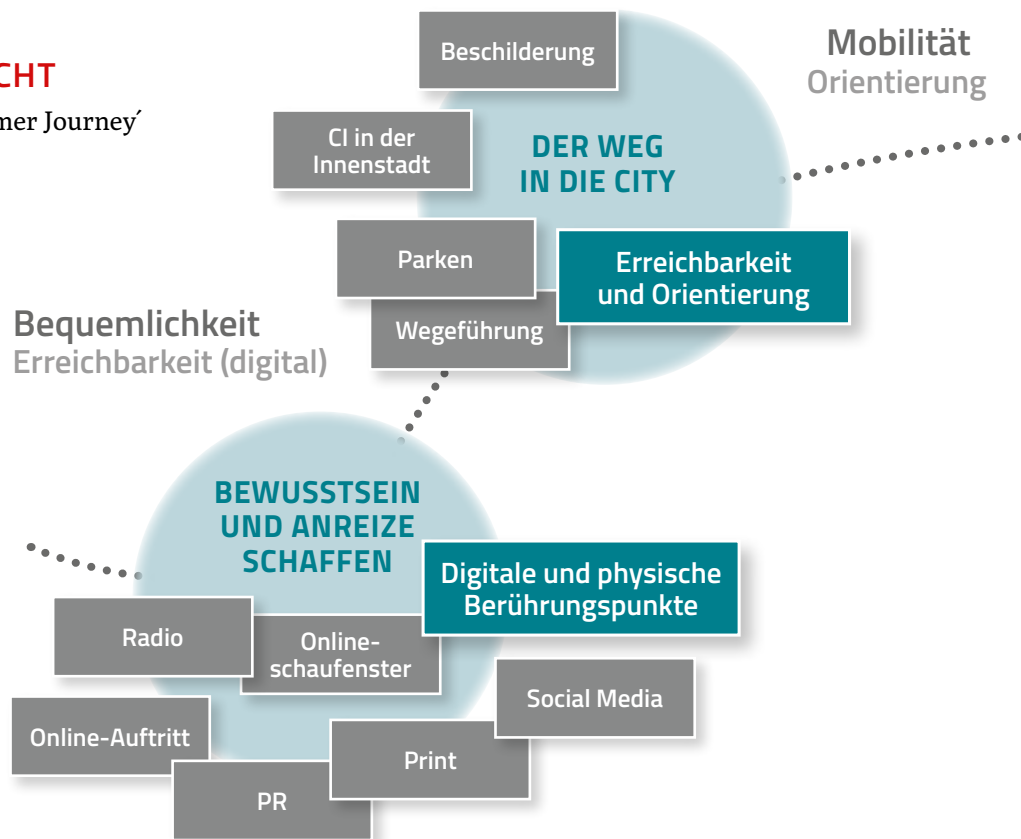 CHT
mer Journey´
Beschilderung
Mobilität
Orientierung
CI in der
Innenstadt
DER WEG
IN DIE CITY
Parken
Erreichbarkeit
und Orientierung
Wegeführung
Bequemlichkeit
Erreichbarkeit (digital)
BEWUSSTSEIN
UND ANREIZE
SCHAFFEN
Digitale und physische
Berührungspunkte
Radio
Online-
schaufenster
Social Media
Online-Auftritt
Print
PR